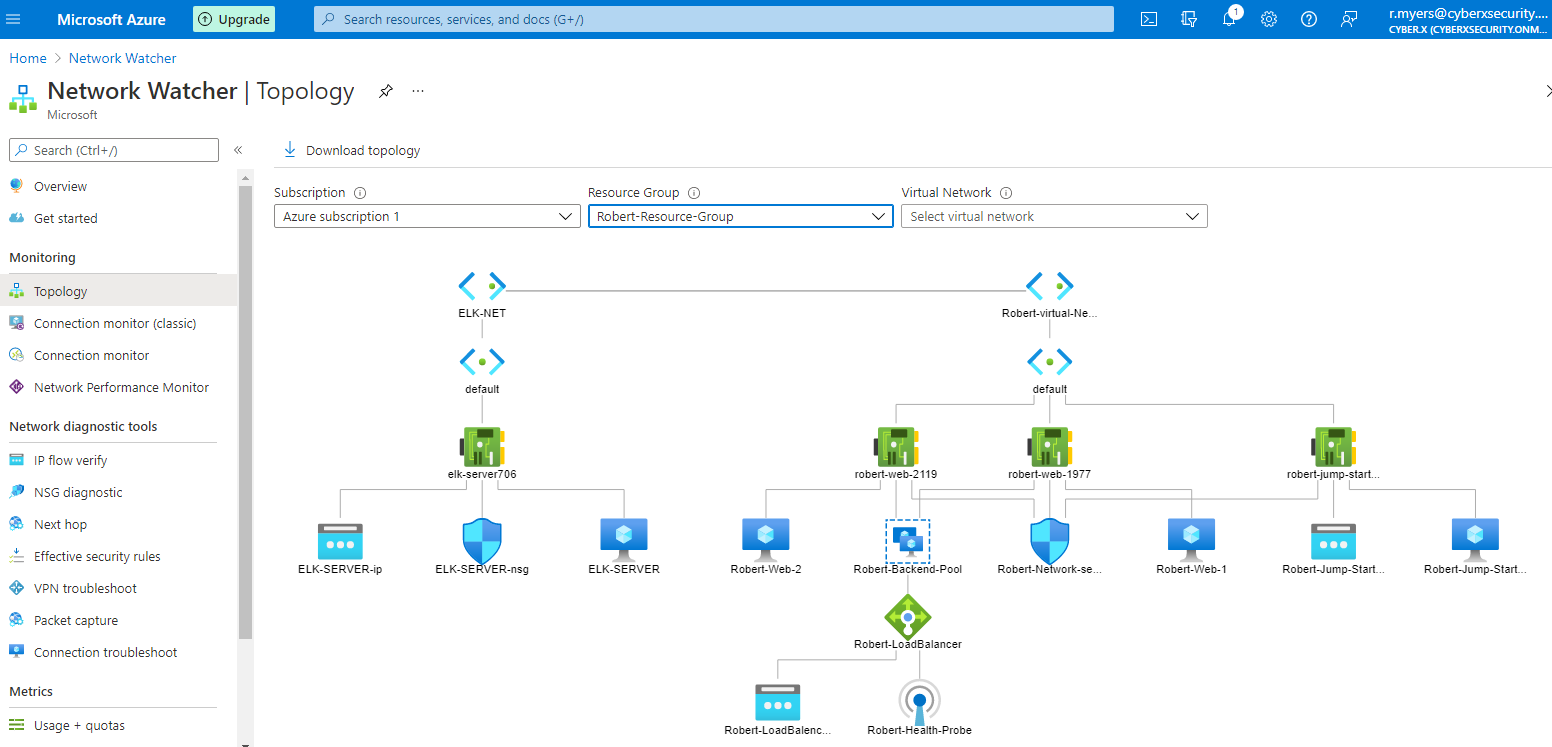 Microsoft Azure
Upgrade
Search resources, services, and docs (G+/)
1
r.myers@cyberxsecurity....
CYBER.X (CYBERXSECURITY.ONM...
Home > Network Watcher
Network Watcher | Topology
...
Microsoft
Search (Ctrl+/)
«
Download topology
Overview
Get started
Monitoring
Topology
Connection monitor (classic)
Connection monitor
Network Performance Monitor
Network diagnostic tools
IP flow verify
NSG diagnostic
Next hop
Effective security rules
VPN troubleshoot
Packet capture
Connection troubleshoot
Metrics
Usage + quotas
Subscription
Resource Group
Virtual Network
Azure subscription 1
Robert-Resource-Group
Select virtual network
ELK-NET
Robert-virtual-Ne...
default
default
elk-server706
robert-web-2119
robert-web-1977
robert-jump-start...
ELK-SERVER-ip
ELK-SERVER-nsg
ELK-SERVER
Robert-Web-2
Robert-Backend-Pool
Robert-Network-se...
Robert-Web-1
Robert-Jump-Start...
Robert-Jump-Start...
Robert-LoadBalancer
Robert-LoadBalenc...
Robert-Health-Probe